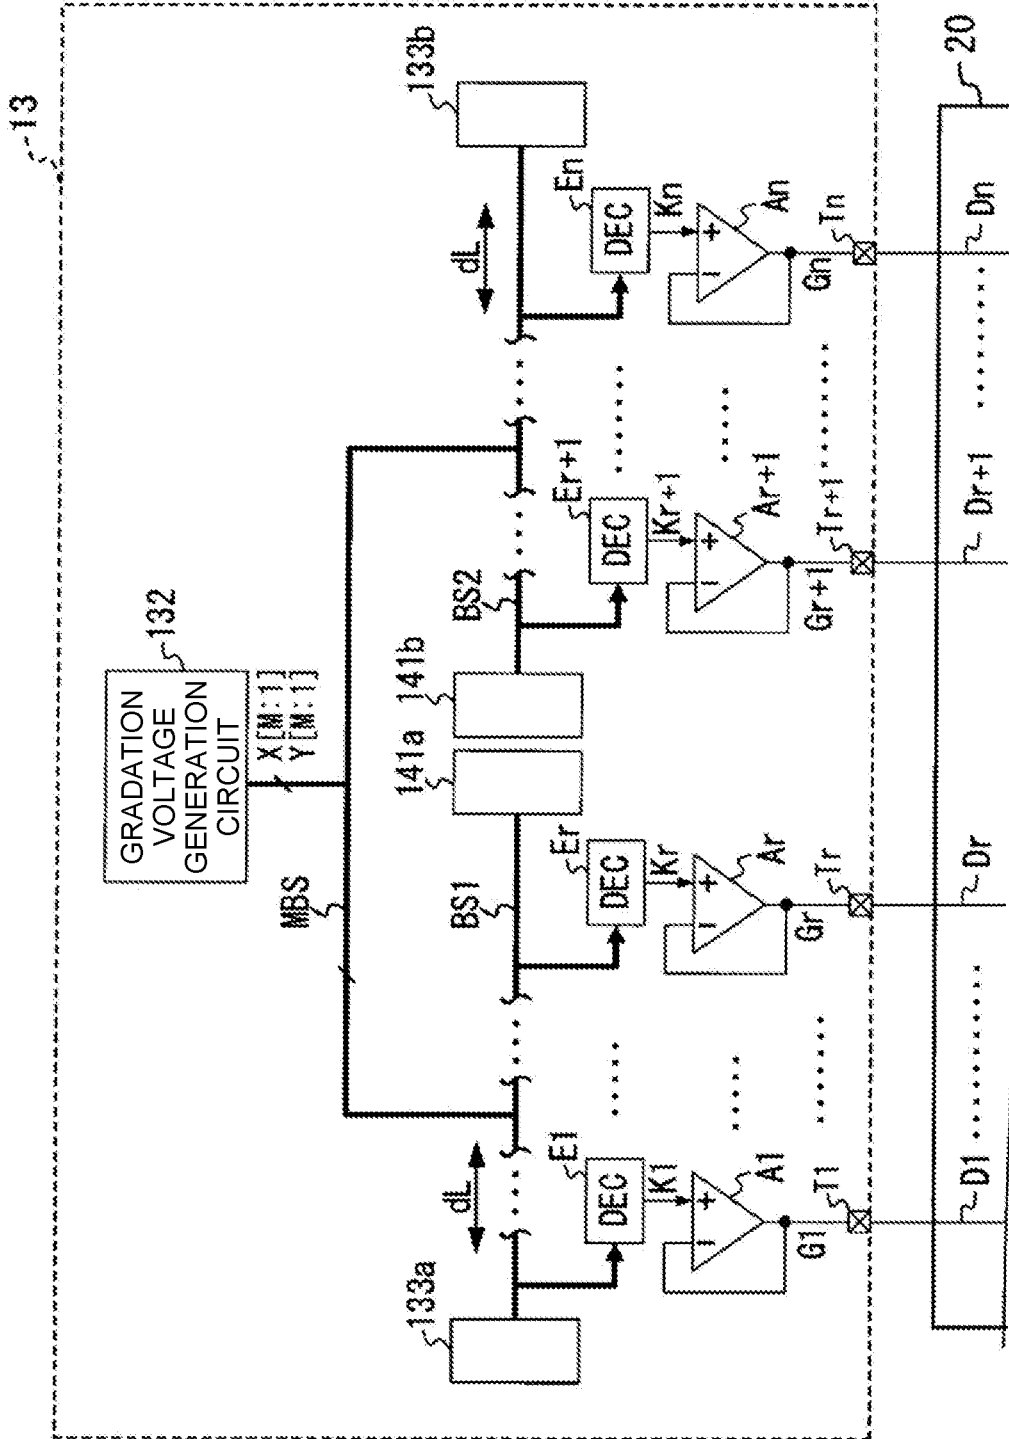 13
GRADATION
VOLTAGE
GENERATION
CIRCUIT
132
X[M:1]
Y[M:1]
MBS
133a
dL
BS1
141a
141b
BS2
dL
133b
E1
DEC
Er
DEC
Er+1
DEC
En
DEC
K1
Kr
Kr+1
Kn
+
−
A1
+
−
Ar
+
−
Ar+1
+
−
An
G1
T1
Gr
Tr
Gr+1
Tr+1
Gn
Tn
D1
Dr
Dr+1
Dn
20